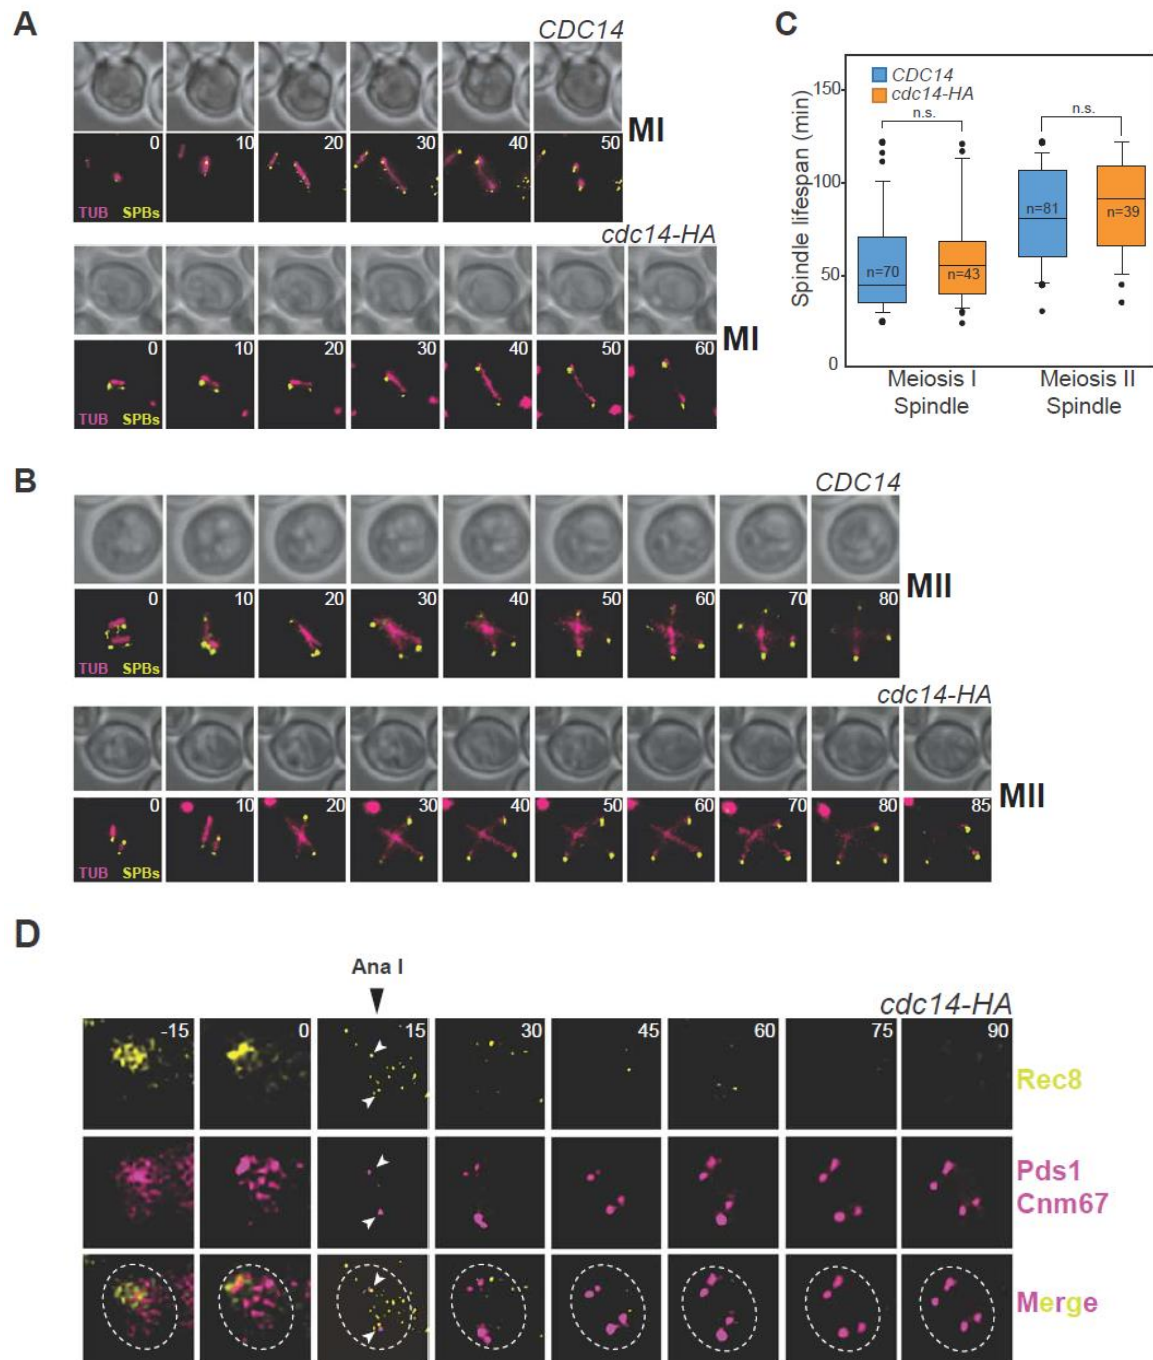 A
CDC14
0 10 20 30 40 50
TUB SPBs
MI
cdc14-HA
0 10 20 30 40 50 60
TUB SPBs
MI
C
CDC14
cdc14-HA
n.s. n.s.
Spindle lifespan (min)
150
100
50
0
n=70 n=43 n=81 n=39
Meiosis I Meiosis II
Spindle Spindle
B
CDC14
0 10 20 30 40 50 60 70 80
TUB SPBs
MII
cdc14-HA
0 10 20 30 40 50 60 70 80 85
TUB SPBs
MII
D
Ana I
cdc14-HA
-15 0 15 30 45 60 75 90
Rec8
Pds1
Cnm67
Merge